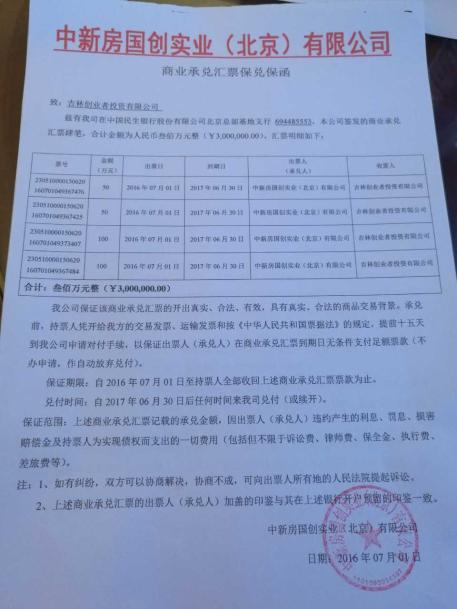 中新房国创实业（北京）有限公司
商业承兑汇票保兑保函
致：吉林创业者投资有限公司
兹有我司在中国民生银行股份有限公司北京总部基地支行 694485553、本公司签发的商业承兑
汇票肆笔，合计金额为人民币叁佰万元整（￥3,000,000.00）、汇票明细如下：
票号 金额（万元） 出票日 到期日 出票人（承兑人） 收票人
230510000150620 160701049367476 50 2016 年 07 月 01 日 2017 年 06 月 30 日 中新房国创实业（北京）有限公司 吉林创业者投资有限公司
230510000150620 160701049367425 50 2016 年 07 月 01 日 2017 年 06 月 30 日 中新房国创实业（北京）有限公司 吉林创业者投资有限公司
230510000150620 160701049373407 100 2016 年 07 月 01 日 2017 年 06 月 30 日 中新房国创实业（北京）有限公司 吉林创业者投资有限公司
230510000150620 160701049367484 100 2016 年 07 月 01 日 2017 年 06 月 30 日 中新房国创实业（北京）有限公司 吉林创业者投资有限公司
合计：叁佰万元整（￥3,000,000.00）
我公司保证该商业承兑汇票的开出真实、合法、有效，具有真实、合法的商品交易背景。承兑
前，持票人凭开给我方的交易发票、运输发票和按《中华人民共和国票据法》的规定，提前十五天
到我公司申请对付手续，以保证出票人（承兑人）在商业承兑汇票到期日无条件支付足额票款（不
办申请，作自动放弃兑付）。
保证期限：自 2016 年 07 月 01 日至持票人全部收回上述商业承兑汇票票款为止。
兑付时间：自 2017 年 06 月 30 日后任何时间来我司兑付（或续开）。
保证范围：上述商业承兑汇票记载的承兑金额，因出票人（承兑人）违约产生的利息、罚息、损害
赔偿金及持票人为实现债权而支出的一切费用（包括但不限于诉讼费、律师费、保全金、执行费、
差旅费等）。
注：1、如有纠纷，双方可以协商解决，协商不成，可向出票人所有地的人民法院提起诉讼。
2、上述商业承兑汇票的出票人（承兑人）加盖的印鉴与其在上述银行开户预留的印鉴一致。
中新房国创实业（北京）有限公司
日期：2016 年 07 月 01 日